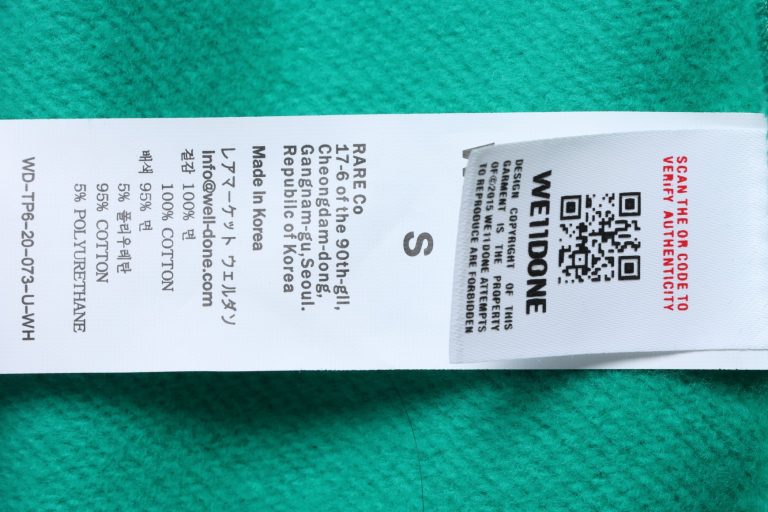 SCAN THE QR CODE TO
VERIFY AUTHENTICITY
WE11DONE
DESIGN COPYRIGHT OF THIS
GARMENT IS THE PROPERTY
OF©2015 WE11DONE ATTEMPTS
TO REPRODUCE ARE FORBIDDEN
S
RARE Co
17-6 of the 90th-gil,
Cheongdam-dong,
Gangnam-gu,Seoul.
Republic of Korea
Made In Korea
レアマーケット ウェルダン
Info@well-done.com
겉감 100% 면
100% COTTON
배색 95% 면
5% 폴리우레탄
95% COTTON
5% POLYURETHANE
WD-TP6-20-073-U-WH